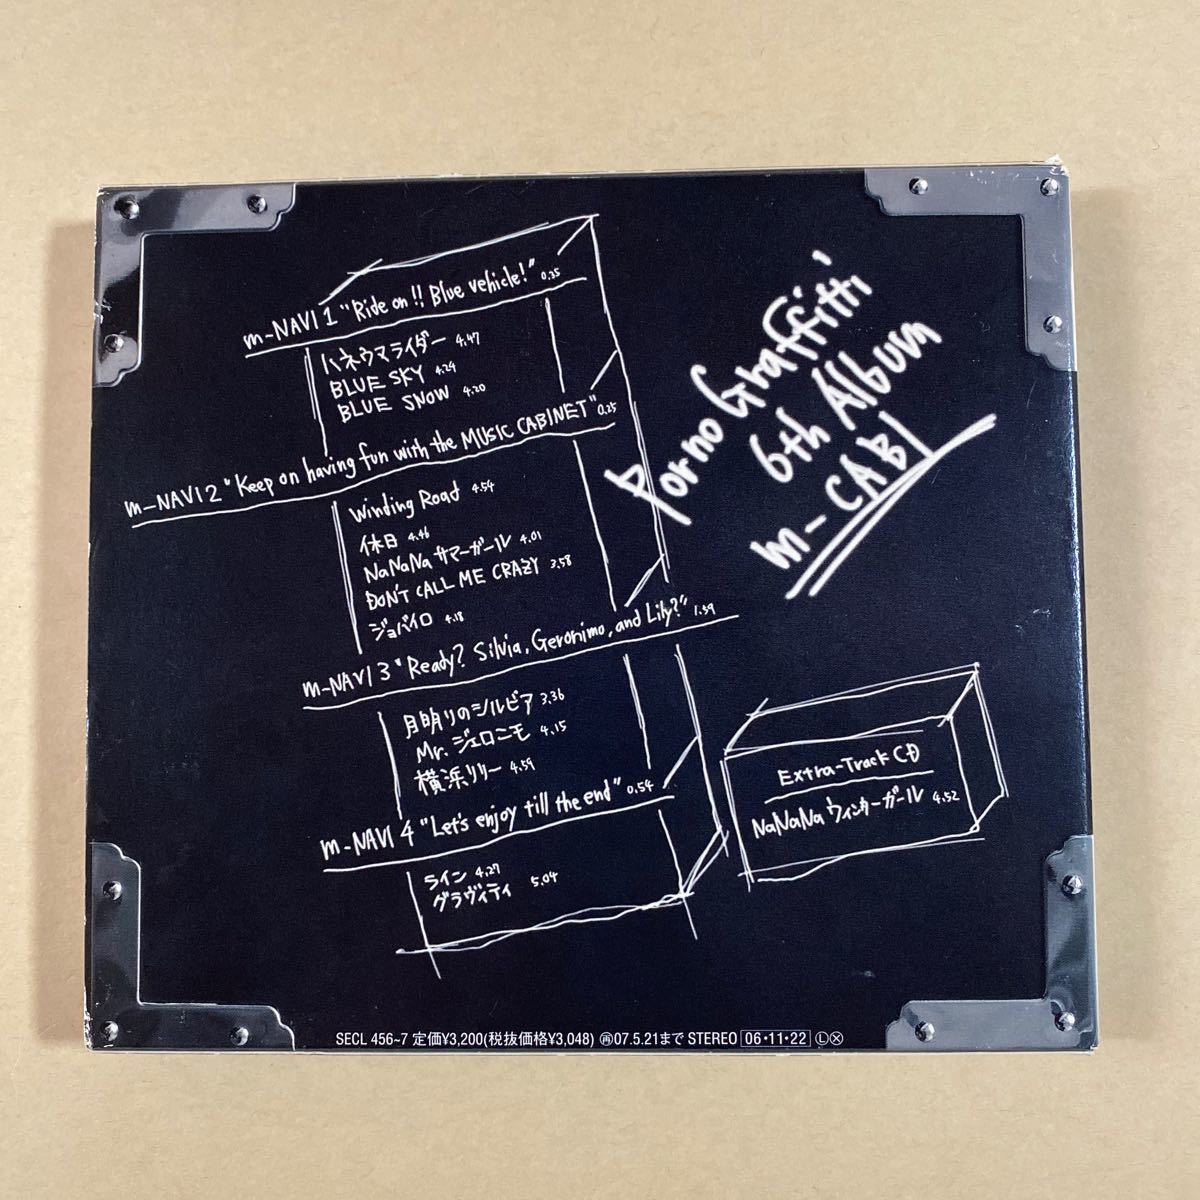 m-NAVI 1 "Ride on!! Blue vehicle!" 0.35
ハネウマライダー 4.47
BLUE SKY 4.29
BLUE SNOW 4.20
m-NAVI 2 "Keep on having fun with the MUSIC CABINET" 0.25
Winding Road 4.54
休日 4.46
NaNaNa サマーガール 4.01
DON'T CALL ME CRAZY 3.58
ジョバイロ 4.18
m-NAVI 3 "Ready? Silvia, Geronimo, and Lily?" 1.59
月明りのシルビア 3.36
Mr. ジェロニモ 4.15
横浜リリー 4.59
m-NAVI 4 "Let's enjoy till the end" 0.54
ライン 4.27
グラヴィティ 5.04
Porno Graffitti
6th Album
m-CABI
Extra-Track CD
NaNaNa ウィンターガール 4.52
SECL 456~7 定価¥3,200(税抜価格¥3,048) ㊢07.5.21まで STEREO 06・11・22 Ⓛⓧ